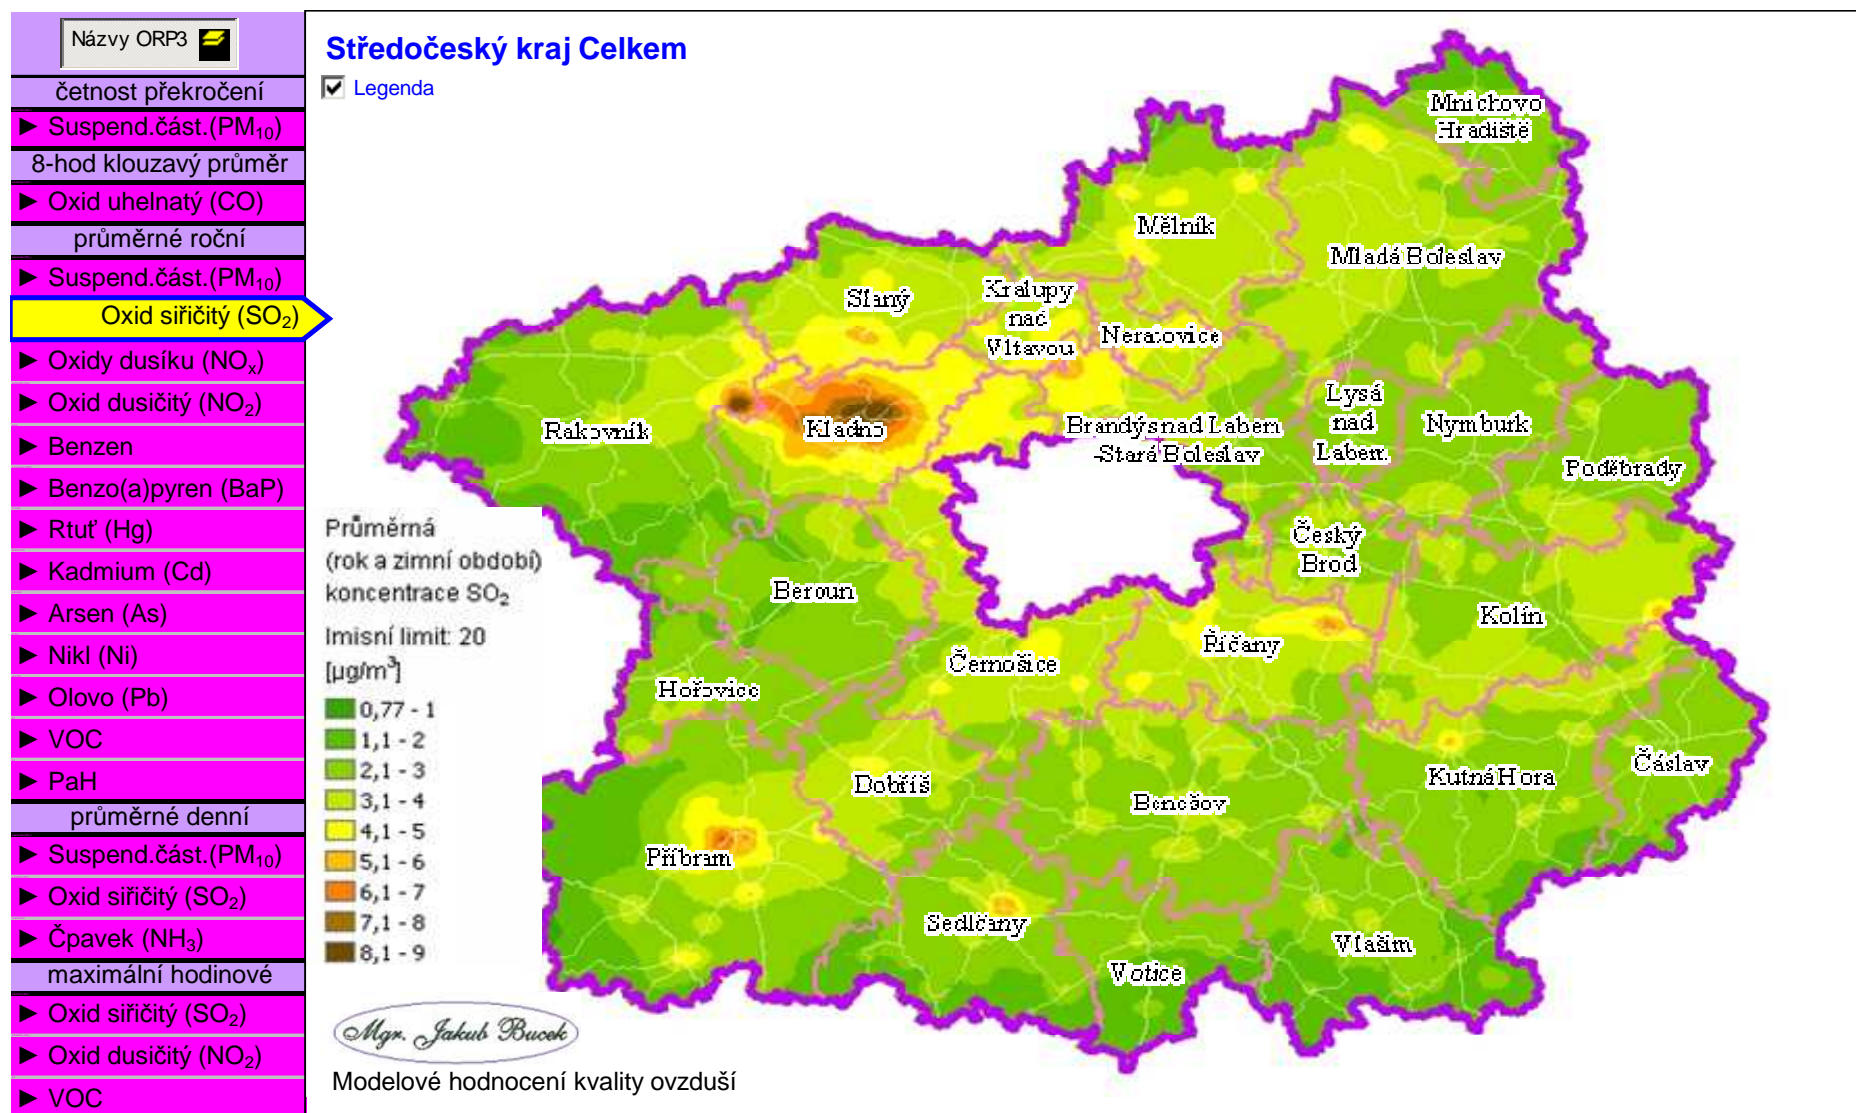 Názvy ORP3
četnost překročení
► Suspend.část.(PM₁₀)
8-hod klouzavý průměr
► Oxid uhelnatý (CO)
průměrné roční
► Suspend.část.(PM₁₀)
Oxid siřičitý (SO₂)
► Oxidy dusíku (NOₓ)
► Oxid dusičitý (NO₂)
► Benzen
► Benzo(a)pyren (BaP)
► Rtuť (Hg)
► Kadmium (Cd)
► Arsen (As)
► Nikl (Ni)
► Olovo (Pb)
► VOC
► PaH
průměrné denní
► Suspend.část.(PM₁₀)
► Oxid siřičitý (SO₂)
► Čpavek (NH₃)
maximální hodinové
► Oxid siřičitý (SO₂)
► Oxid dusičitý (NO₂)
► VOC
Středočeský kraj Celkem
Legenda
Mnichovo
Hradiště
Mělník
Mladá Boleslav
Slaný
Kralupy
nad
Vltavou
Neratovice
Rakovník
Kladno
Brandýs nad Labem
-Stará Boleslav
Lysá
nad
Labem
Nymburk
Poděbrady
Český
Brod
Kolín
Beroun
Černošice
Říčany
Hořovice
Dobříš
Benešov
Kutná Hora
Čáslav
Příbram
Sedlčany
Votice
Vlašim
Průměrná
(rok a zimní období)
koncentrace SO₂
Imisní limit: 20
[µg/m³]
0,77 - 1
1,1 - 2
2,1 - 3
3,1 - 4
4,1 - 5
5,1 - 6
6,1 - 7
7,1 - 8
8,1 - 9
Mgr. Jakub Bucek
Modelové hodnocení kvality ovzduší